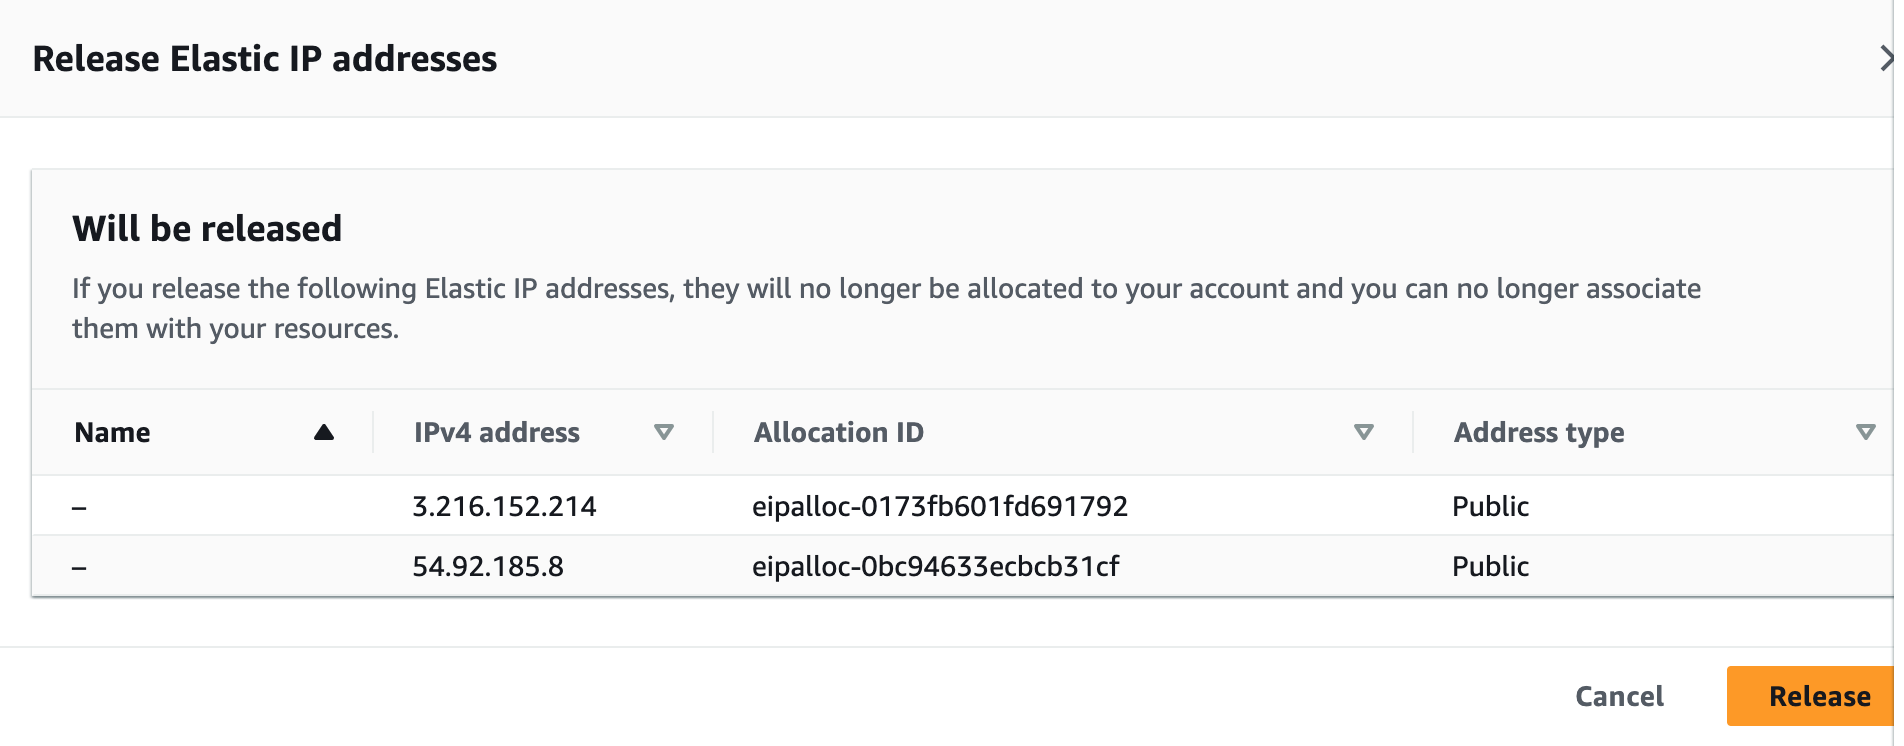 Release Elastic IP addresses
Will be released
If you release the following Elastic IP addresses, they will no longer be allocated to your account and you can no longer associate
them with your resources.
Name IPv4 address Allocation ID Address type
– 3.216.152.214 eipalloc-0173fb601fd691792 Public
– 54.92.185.8 eipalloc-0bc94633ecbcb31cf Public
Cancel Release